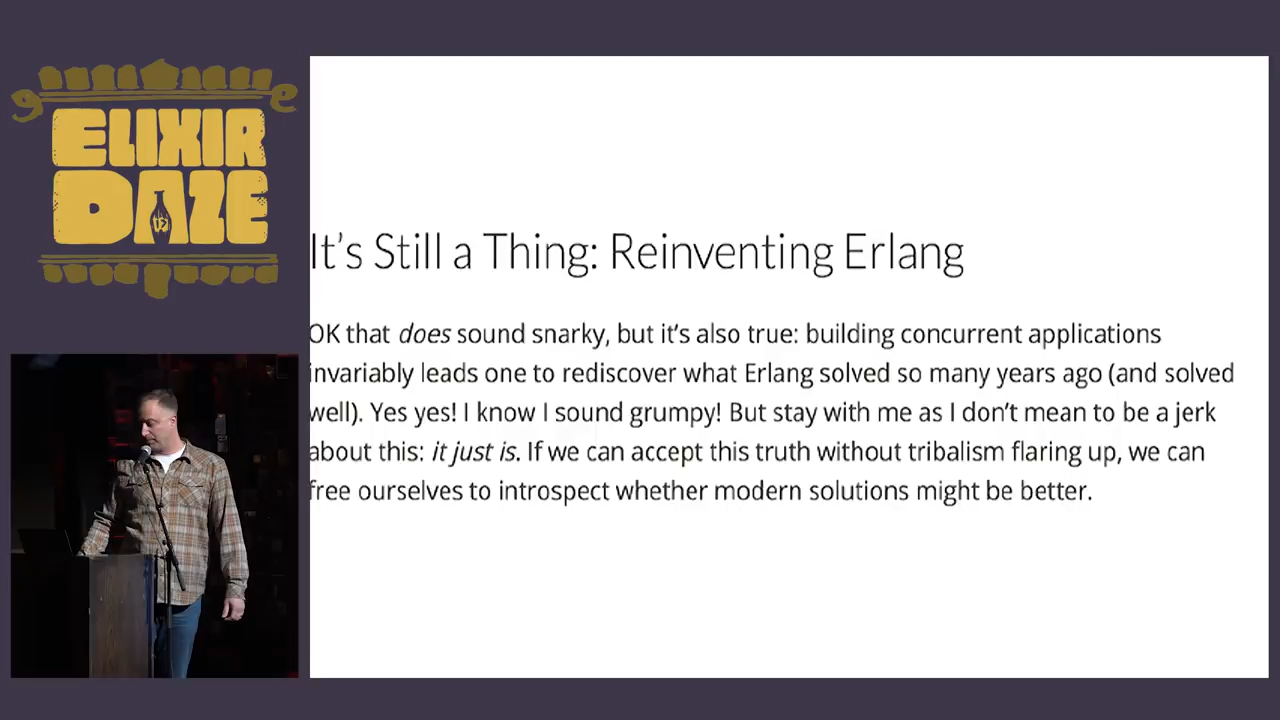 ELIXIR
DAZE
It's Still a Thing: Reinventing Erlang
OK that does sound snarky, but it's also true: building concurrent applications
invariably leads one to rediscover what Erlang solved so many years ago (and solved
well). Yes yes! I know I sound grumpy! But stay with me as I don't mean to be a jerk
about this: it just is. If we can accept this truth without tribalism flaring up, we can
free ourselves to introspect whether modern solutions might be better.